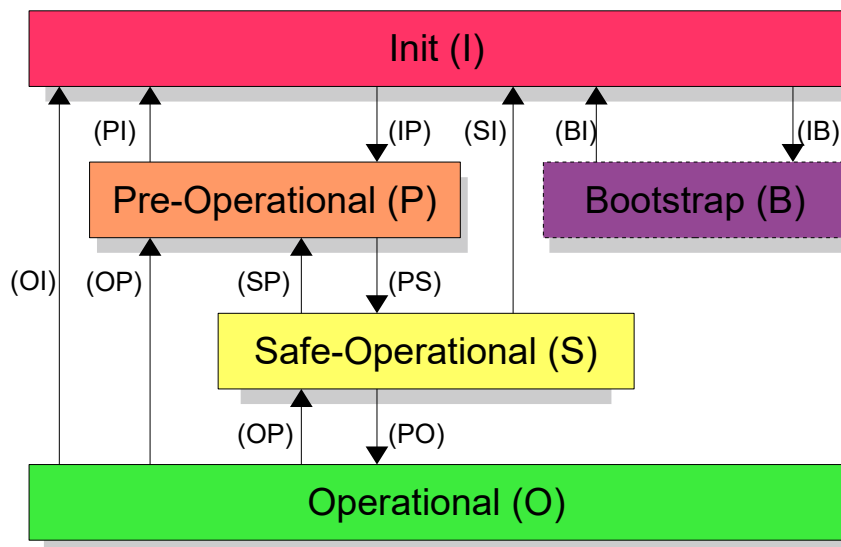 Init (I)
(PI)
(IP)
(SI)
(BI)
(IB)
Pre-Operational (P)
Bootstrap (B)
(OI)
(OP)
(SP)
(PS)
Safe-Operational (S)
(OP)
(PO)
Operational (O)